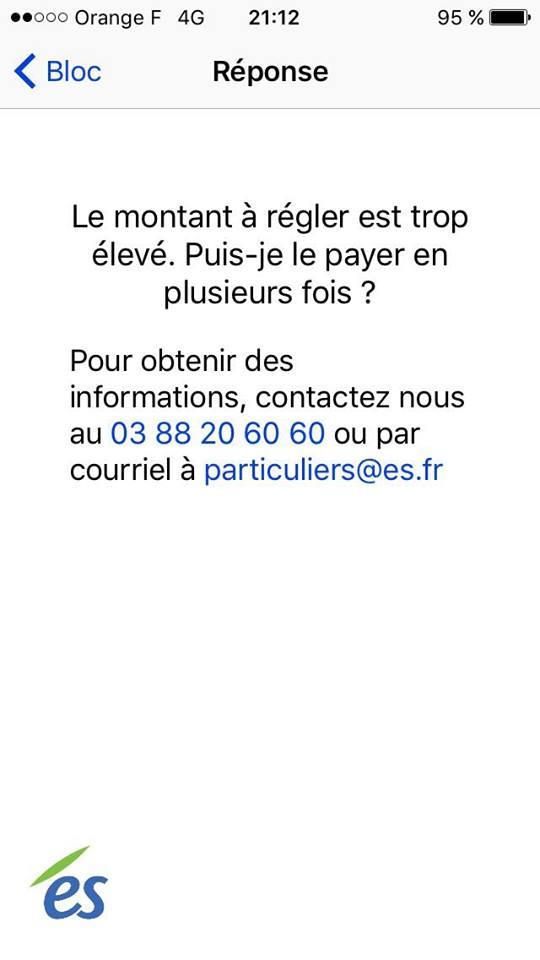 Orange F 4G 21:12 95 %
Bloc Réponse
Le montant à régler est trop
élevé. Puis-je le payer en
plusieurs fois ?
Pour obtenir des
informations, contactez nous
au 03 88 20 60 60 ou par
courriel à particuliers@es.fr
és